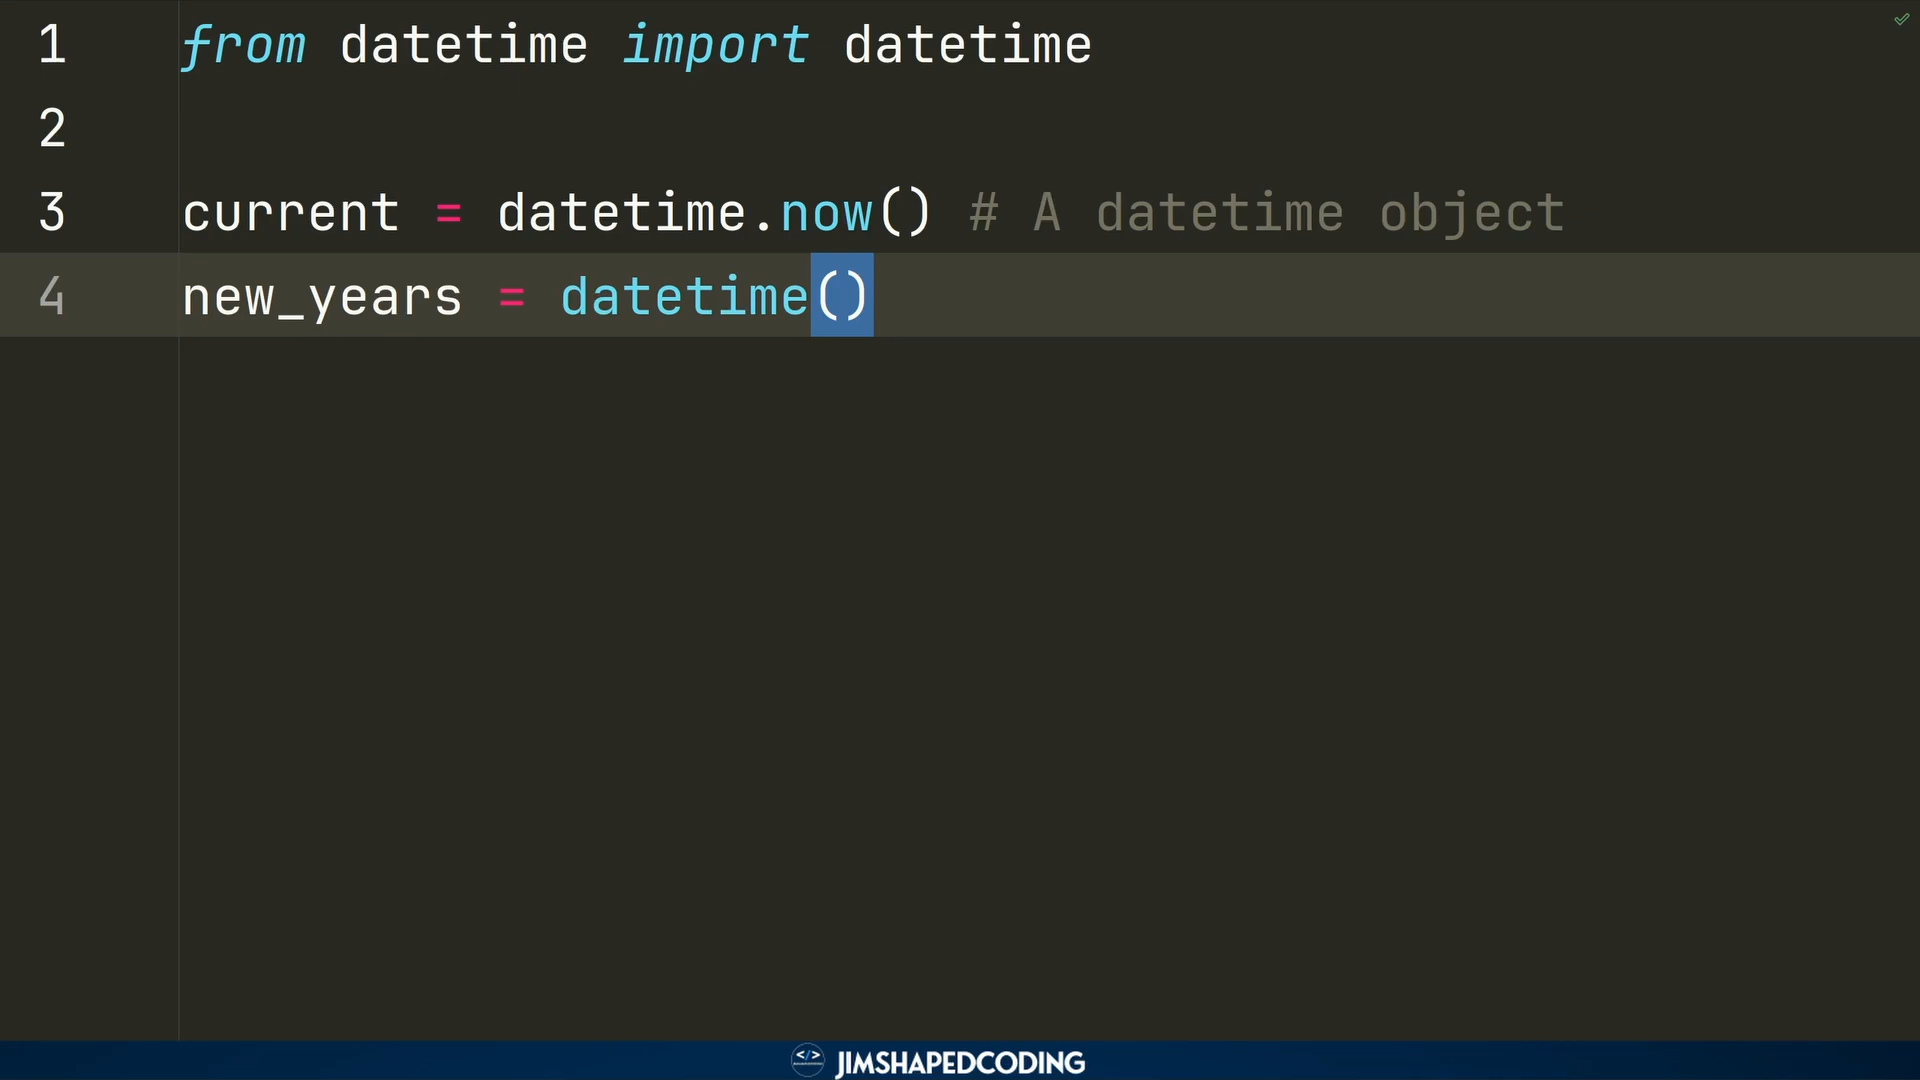 1 from datetime import datetime
2
3 current = datetime.now() # A datetime object
4 new_years = datetime()
</> JIMSHAPEDCODING